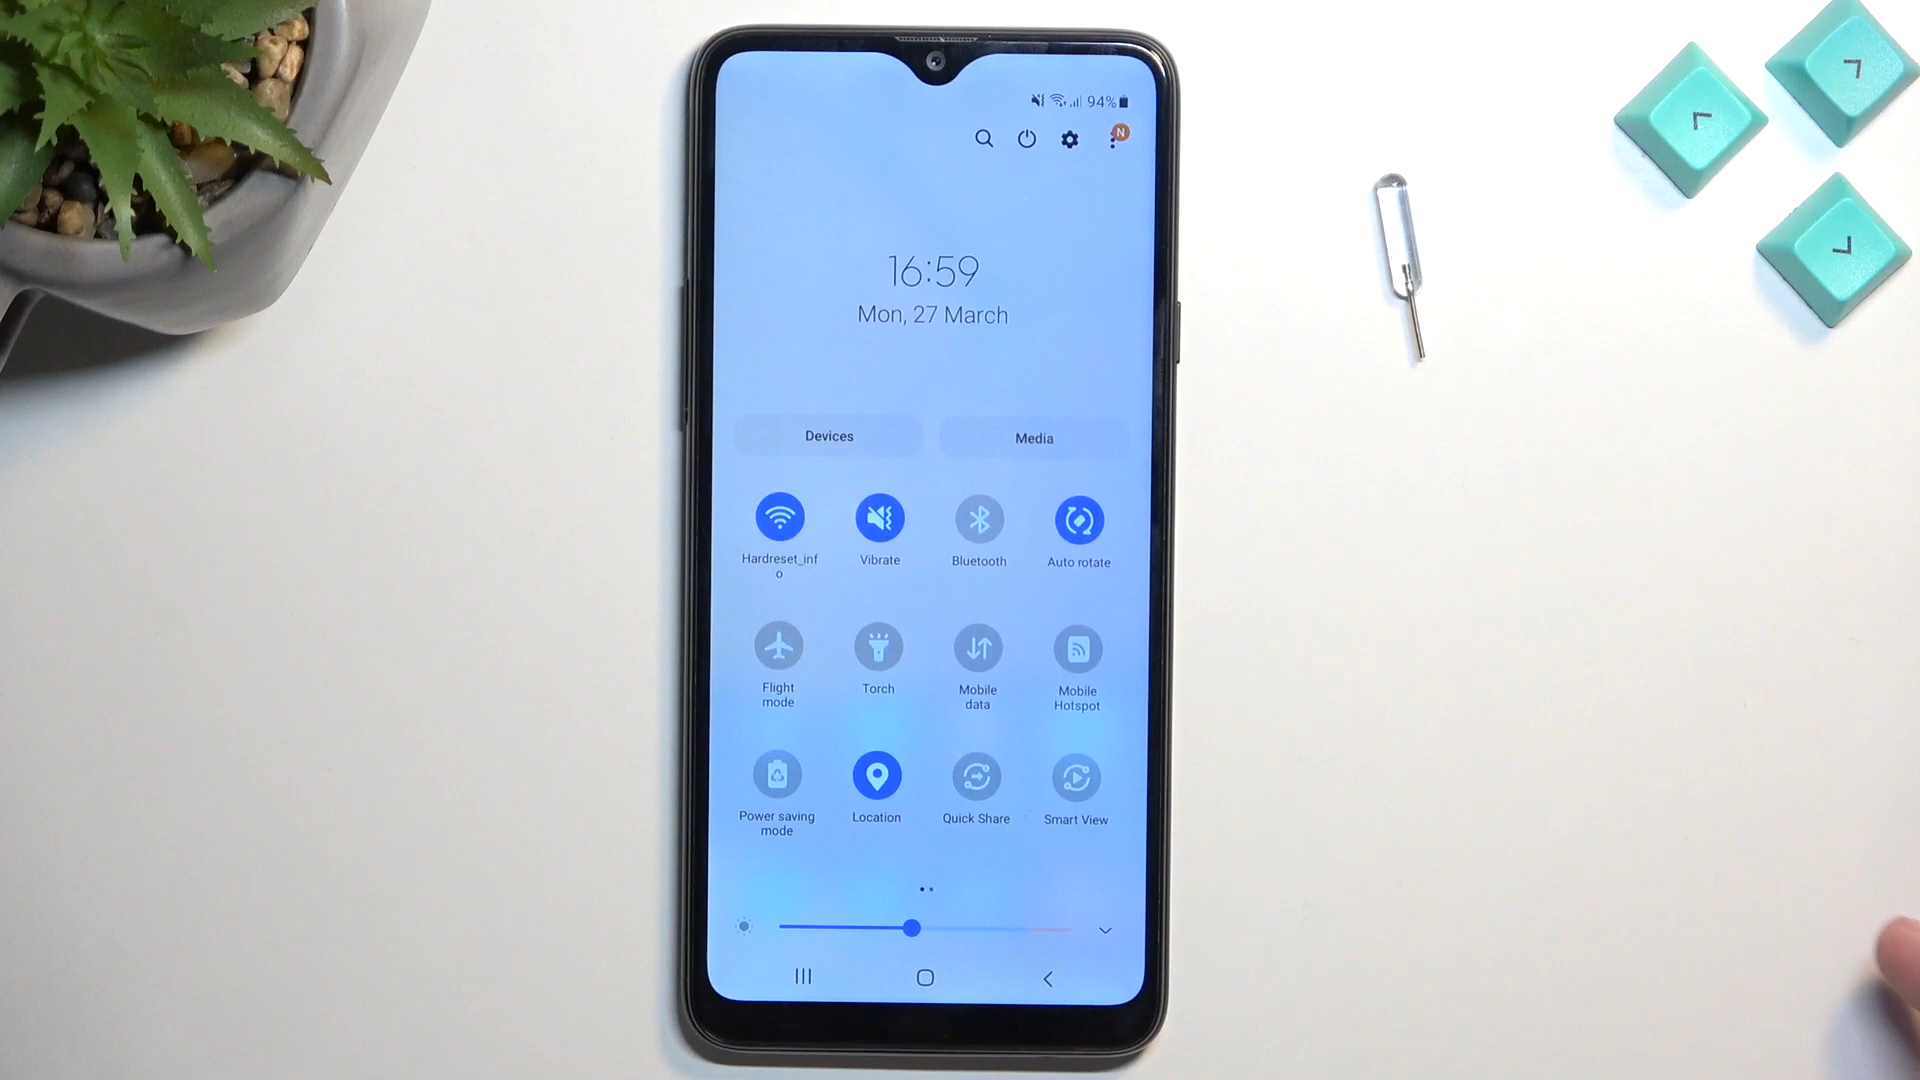 94%
N
16:59
Mon, 27 March
Devices
Media
Hardreset_inf
o
Vibrate
Bluetooth
Auto rotate
Flight
mode
Torch
Mobile
data
Mobile
Hotspot
Power saving
mode
Location
Quick Share
Smart View